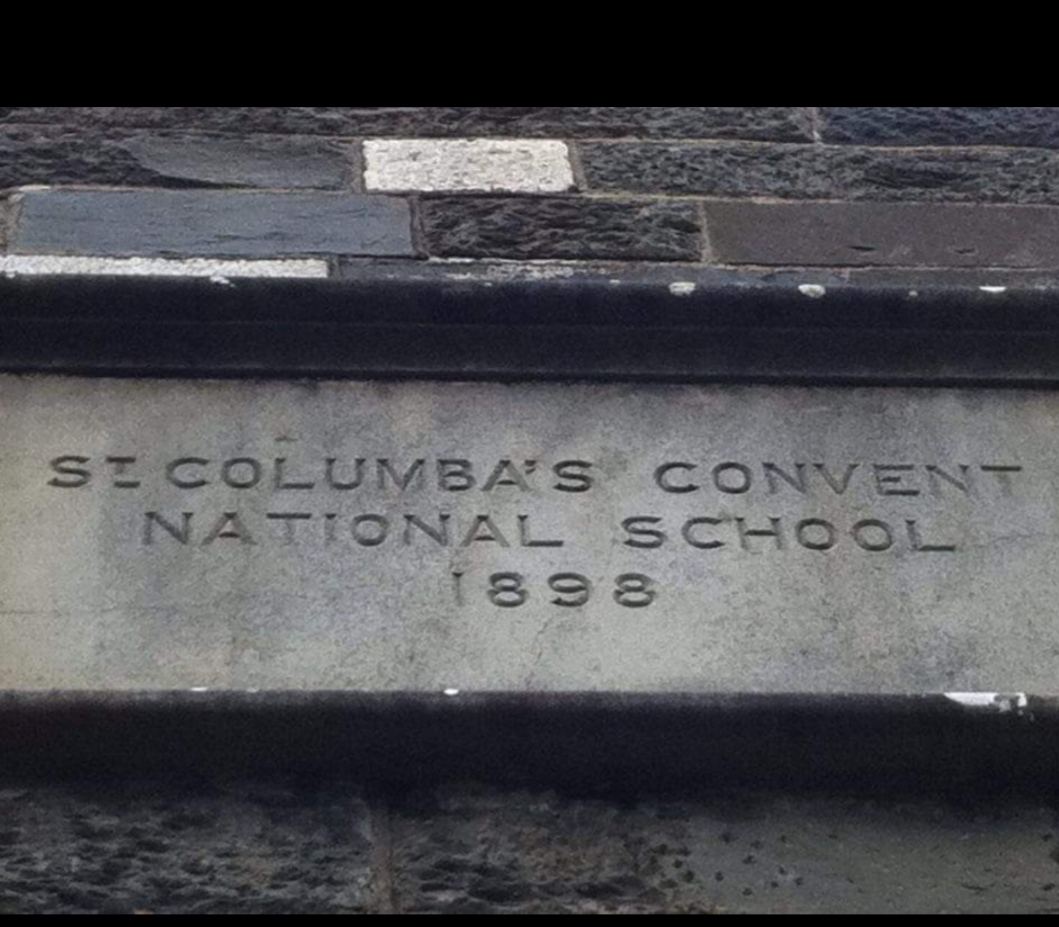 ST COLUMBA'S CONVENT
NATIONAL SCHOOL
1898